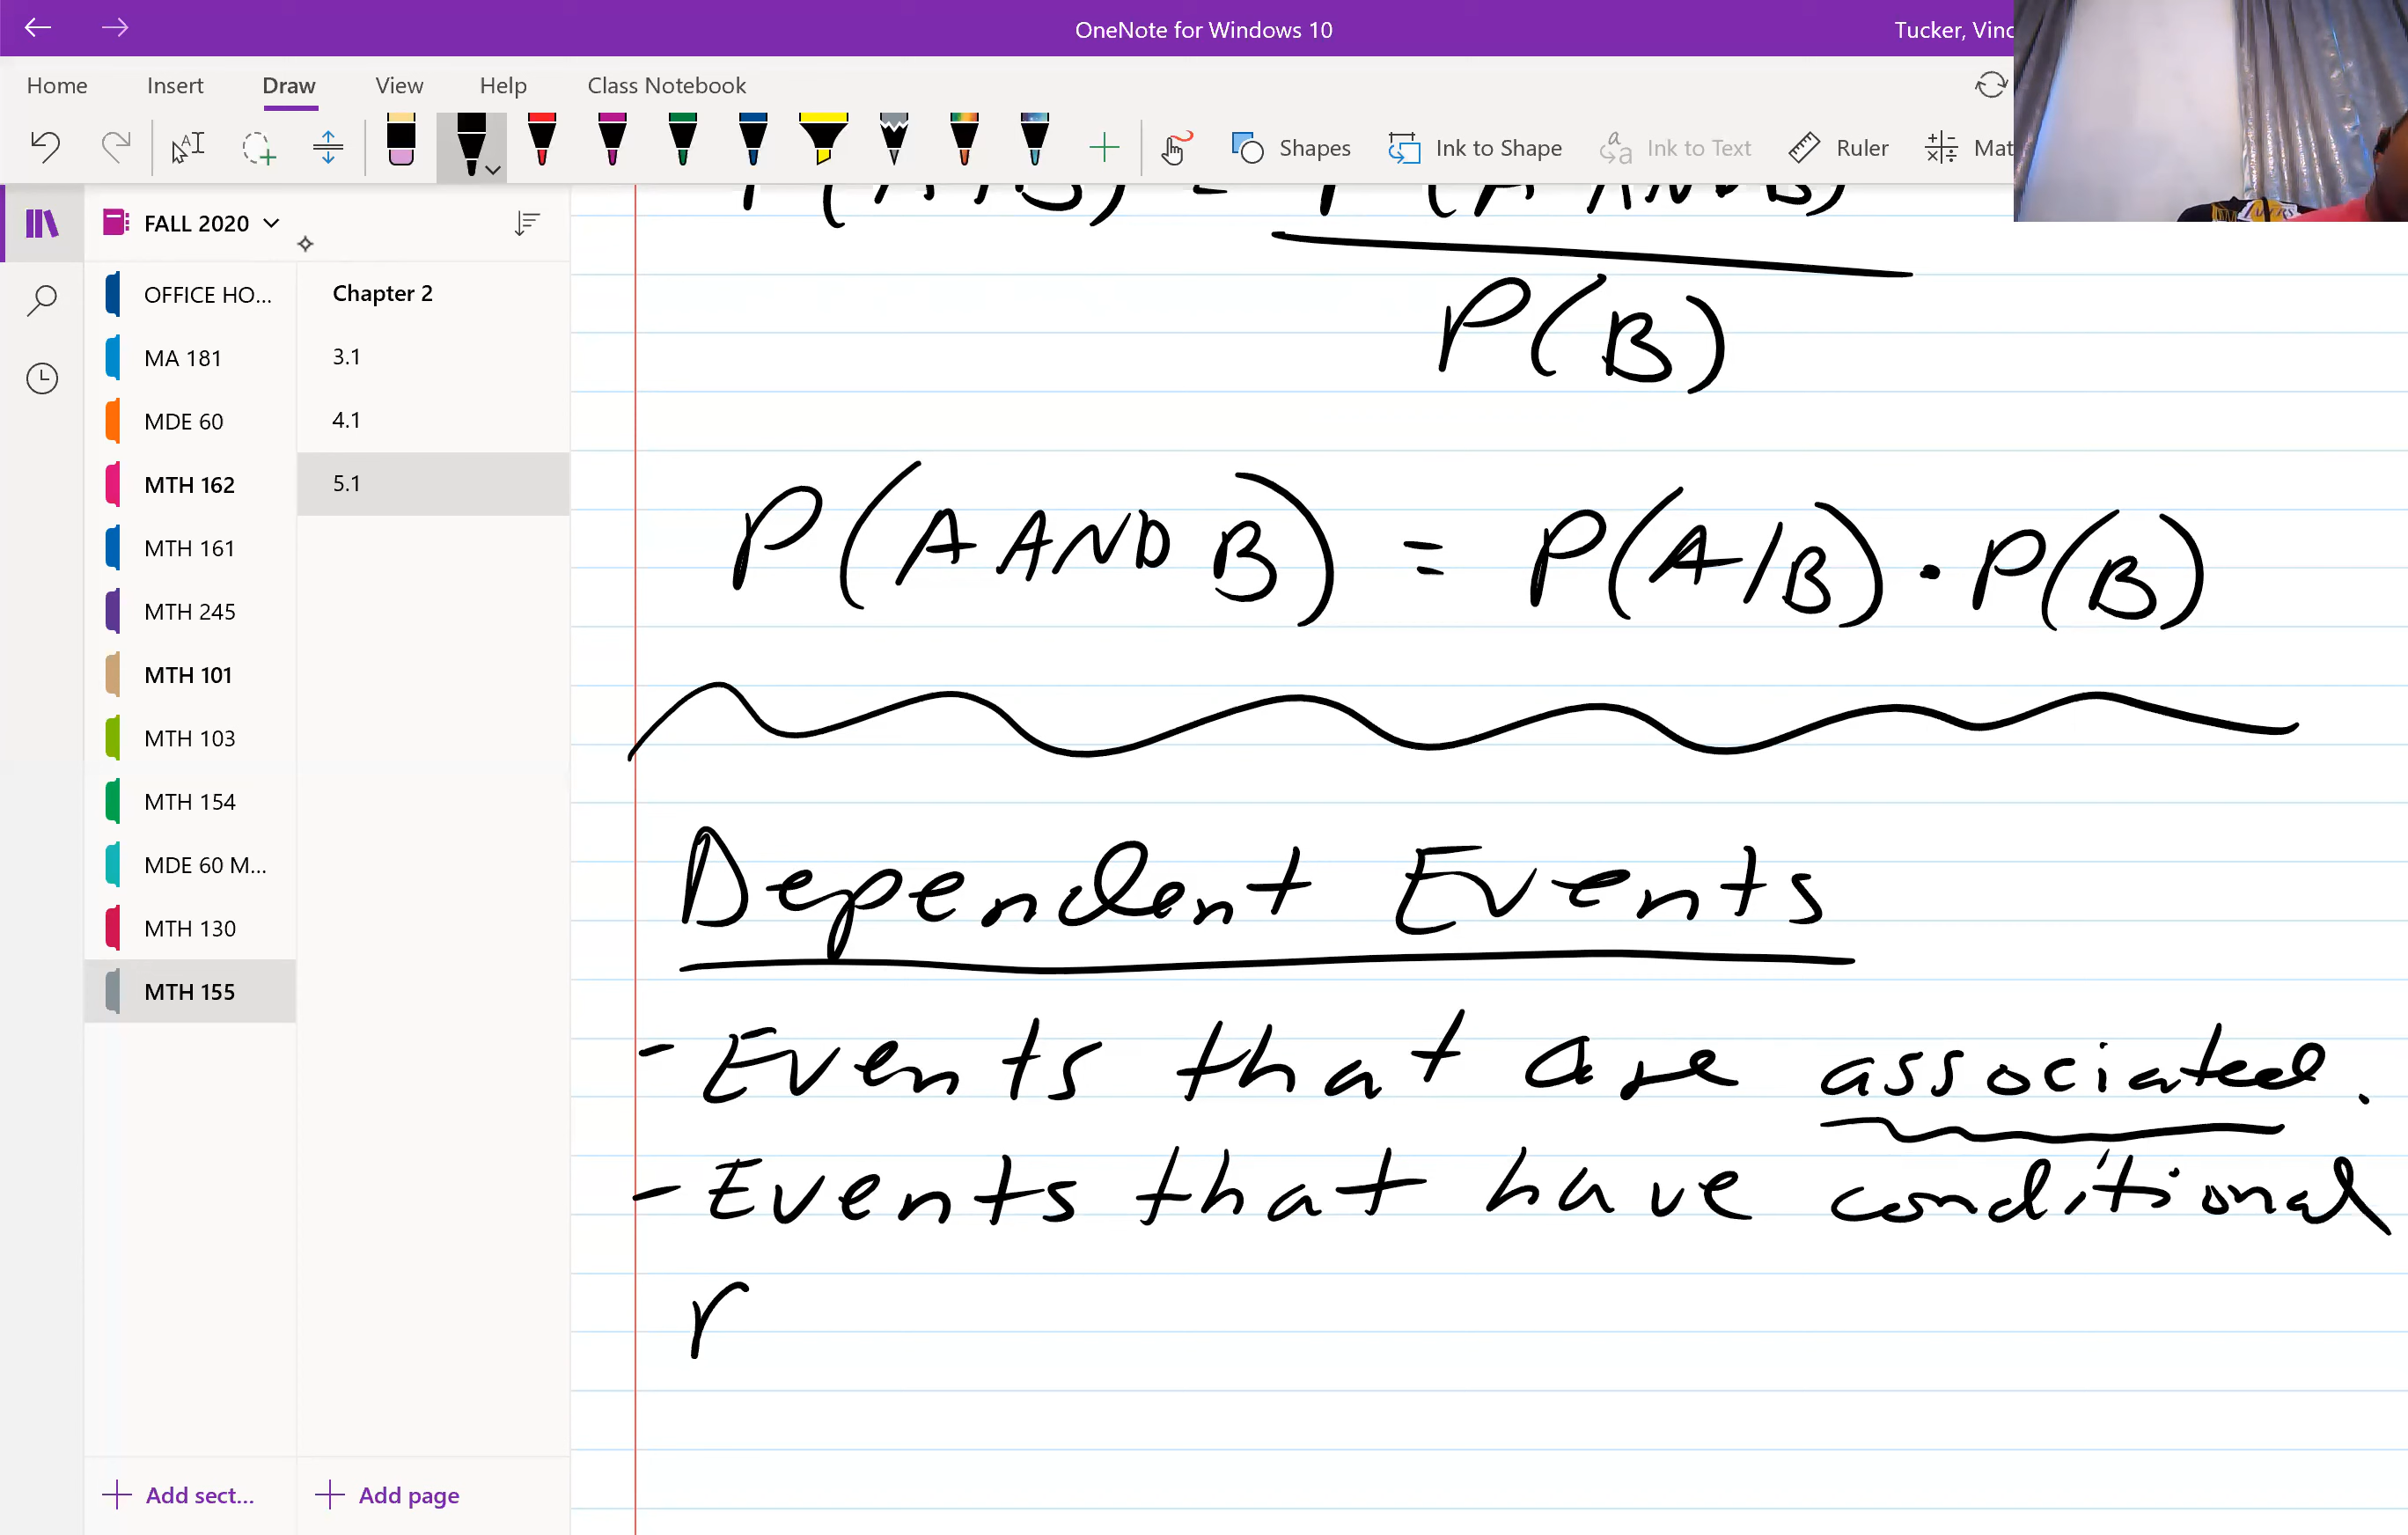 OneNote for Windows 10
Tucker, Vinc
Home Insert Draw View Help Class Notebook
Shapes Ink to Shape Ink to Text Ruler Mat
FALL 2020
OFFICE HO...
MA 181
MDE 60
MTH 162
MTH 161
MTH 245
MTH 101
MTH 103
MTH 154
MDE 60 M...
MTH 130
MTH 155
Add sect...
Chapter 2
3.1
4.1
5.1
Add page
P(A|B) = P(A AND B)
P(B)
P(A AND B) = P(A|B) · P(B)
Dependent Events
- Events that are associated.
- Events that have conditional
r
LAKERS